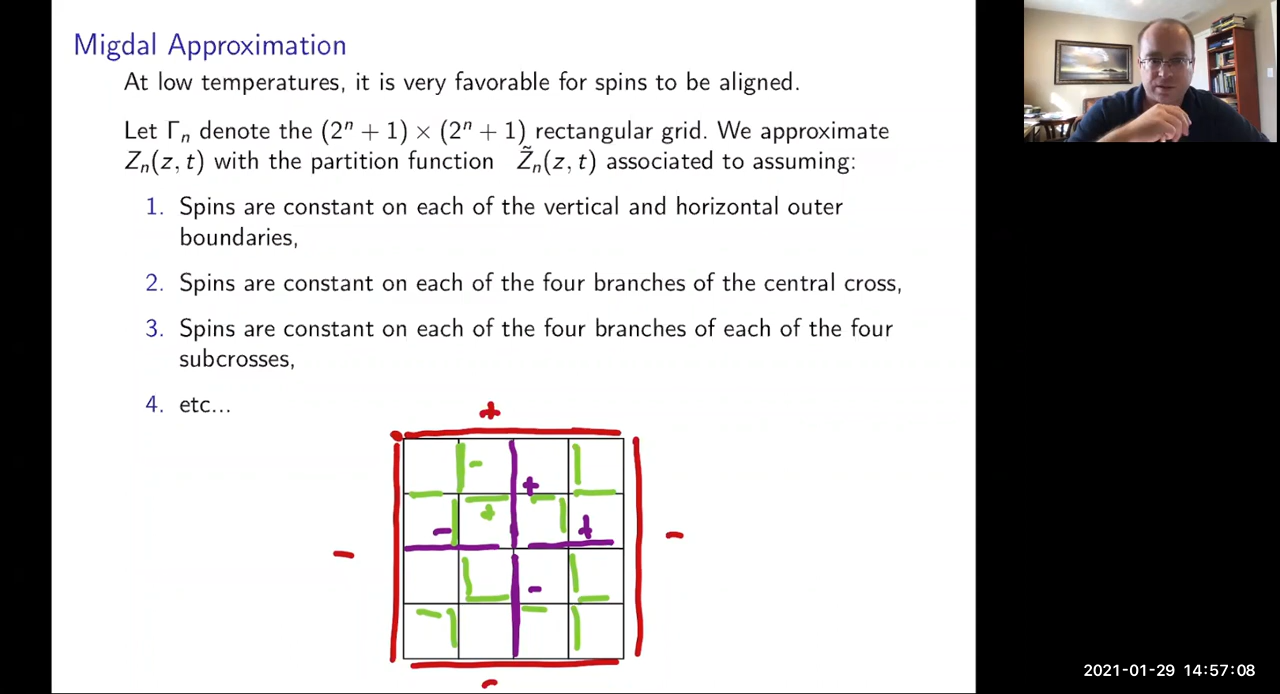 Migdal Approximation
At low temperatures, it is very favorable for spins to be aligned.
Let Γₙ denote the (2ⁿ + 1) × (2ⁿ + 1) rectangular grid. We approximate
Zₙ(z, t) with the partition function Z̃ₙ(z, t) associated to assuming:
1. Spins are constant on each of the vertical and horizontal outer
boundaries,
2. Spins are constant on each of the four branches of the central cross,
3. Spins are constant on each of the four branches of each of the four
subcrosses,
4. etc...
+
-
+
+
- +
- -
-
-
2021-01-29 14:57:08